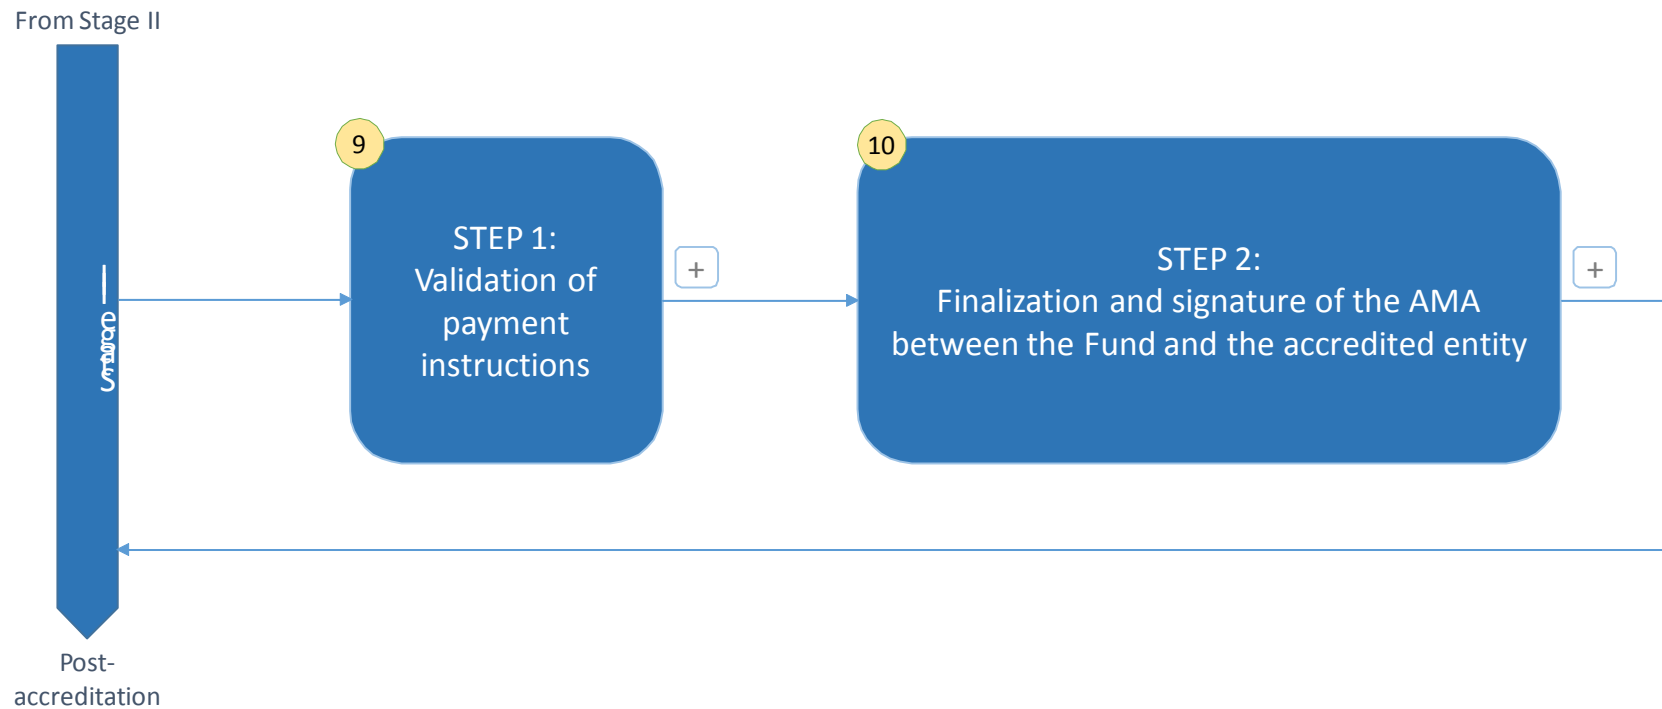 From Stage II
9
STEP 1:
Validation of
payment
instructions
+
10
STEP 2:
Finalization and signature of the AMA
between the Fund and the accredited entity
+
Post-
accreditation